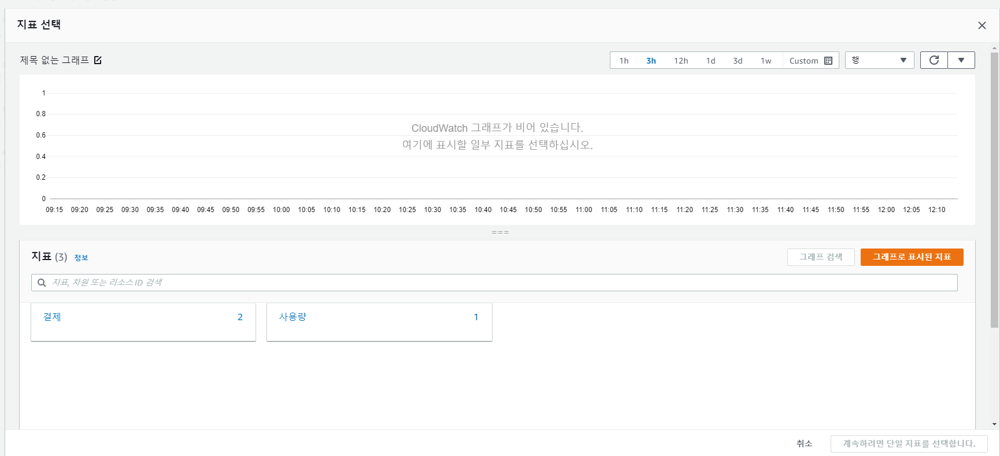 지표 선택
제목 없는 그래프
1h 3h 12h 1d 3d 1w Custom 행
1
0.8
0.6
0.4
0.2
0
CloudWatch 그래프가 비어 있습니다.
여기에 표시할 일부 지표를 선택하십시오.
09:15 09:20 09:25 09:30 09:35 09:40 09:45 09:50 09:55 10:00 10:05 10:10 10:15 10:20 10:25 10:30 10:35 10:40 10:45 10:50 10:55 11:00 11:05 11:10 11:15 11:20 11:25 11:30 11:35 11:40 11:45 11:50 11:55 12:00 12:05 12:10
===
지표 (3) 정보
그래프 검색 그래프로 표시된 지표
지표, 차원 또는 리소스 ID 검색
결제 2
사용량 1
취소 계속하려면 단일 지표를 선택합니다.